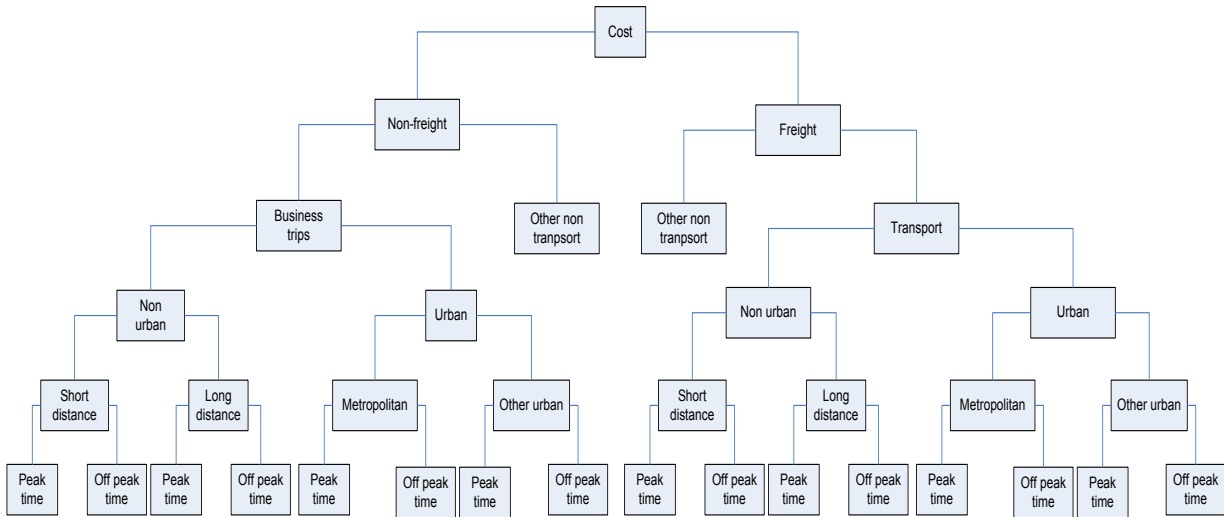 Cost
Non-freight
Freight
Business
trips
Other non
tranpsort
Other non
tranpsort
Transport
Non
urban
Urban
Non urban
Urban
Short
distance
Long
distance
Metropolitan
Other urban
Short
distance
Long
distance
Metropolitan
Other urban
Peak
time
Off peak
time
Peak
time
Off peak
time
Peak
time
Off peak
time
Peak
time
Off peak
time
Peak
time
Off peak
time
Peak
time
Off peak
time
Peak
time
Off peak
time
Peak
time
Off peak
time